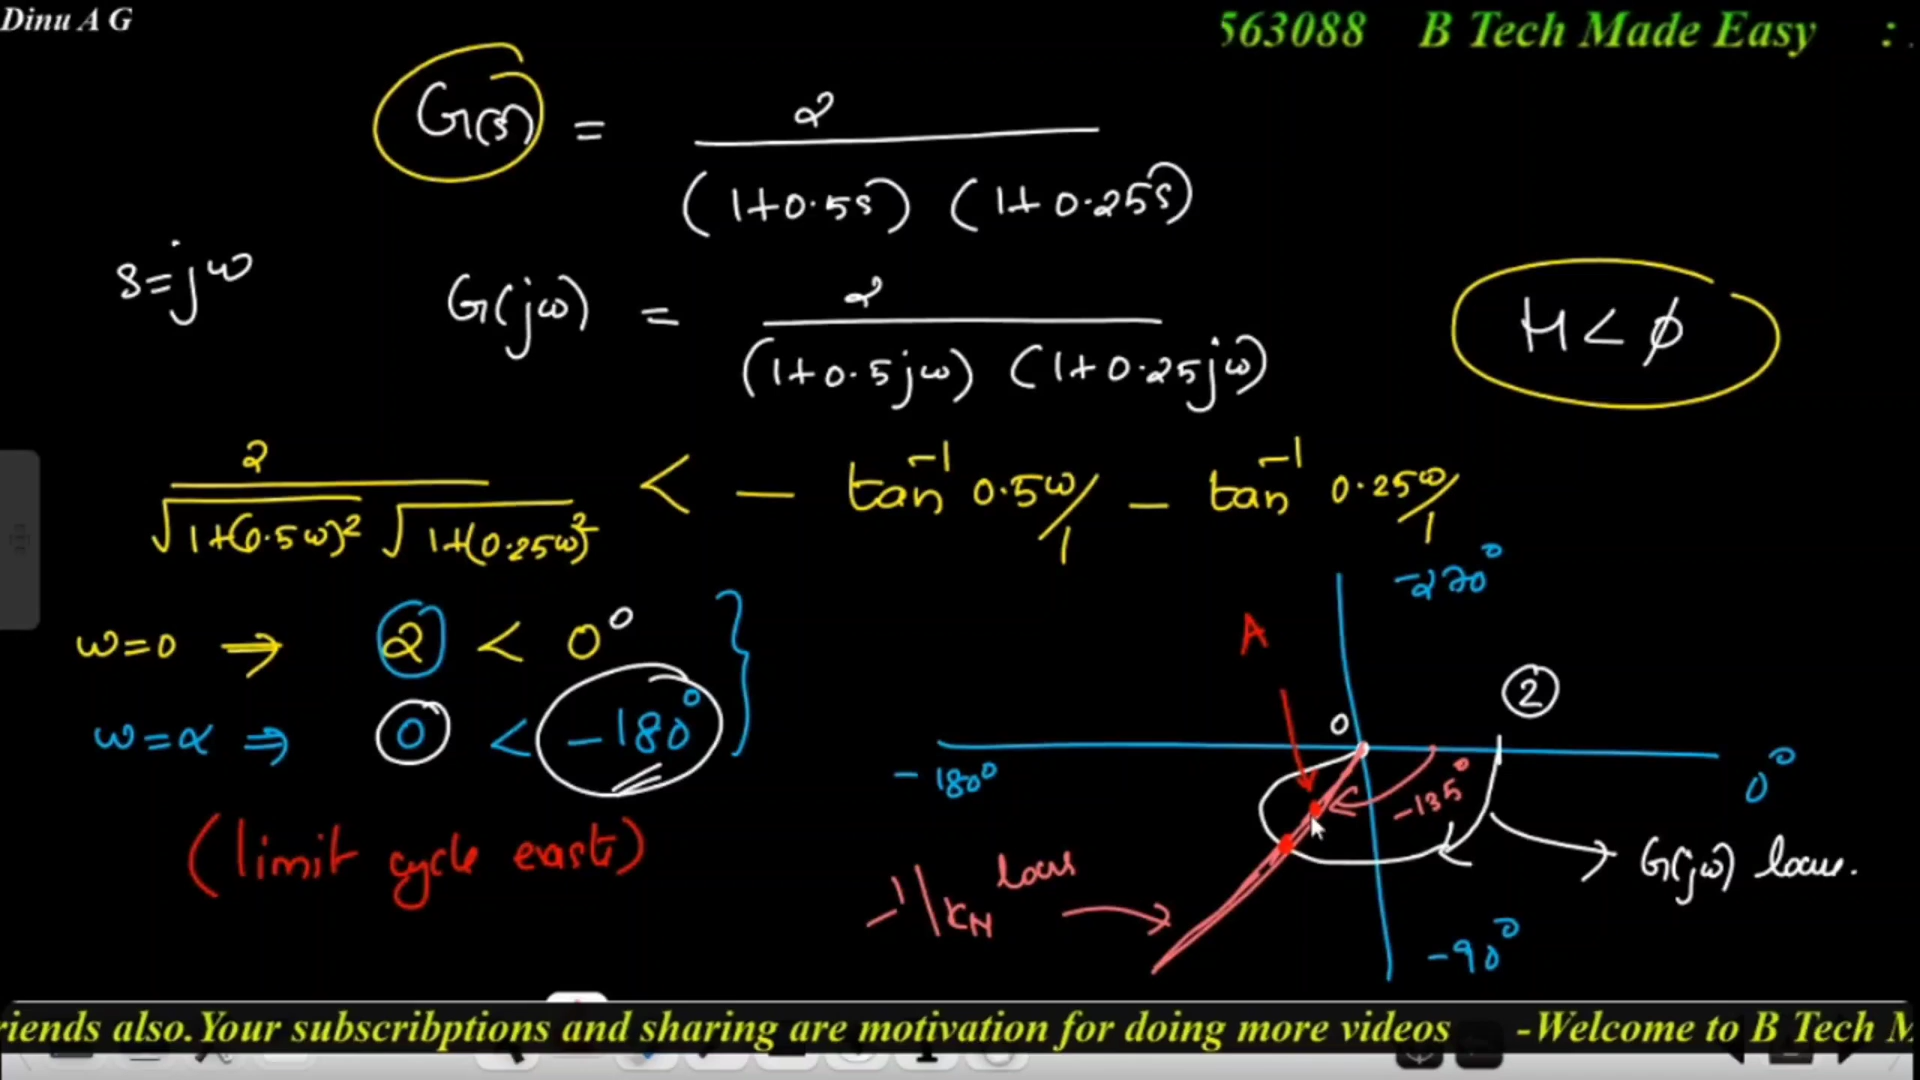 Dinu A G
563088 B Tech Made Easy :
G(s) = 2 / (1+0.5s) (1+0.25s)
s=jω
G(jω) = 2 / (1+0.5jω) (1+0.25jω)
M < φ
2 / √1+(0.5ω)² √1+(0.25ω)² < - tan⁻¹ 0.5ω/1 - tan⁻¹ 0.25ω/1
-270°
ω=0 ⇒ 2 < 0°
A
2
0
ω=α ⇒ 0 < -180°
-180°
-135°
0°
(limit cycle exist)
G(jω) locus.
-1/KN locus
-90°
riends also.Your subscribptions and sharing are motivation for doing more videos -Welcome to B Tech M